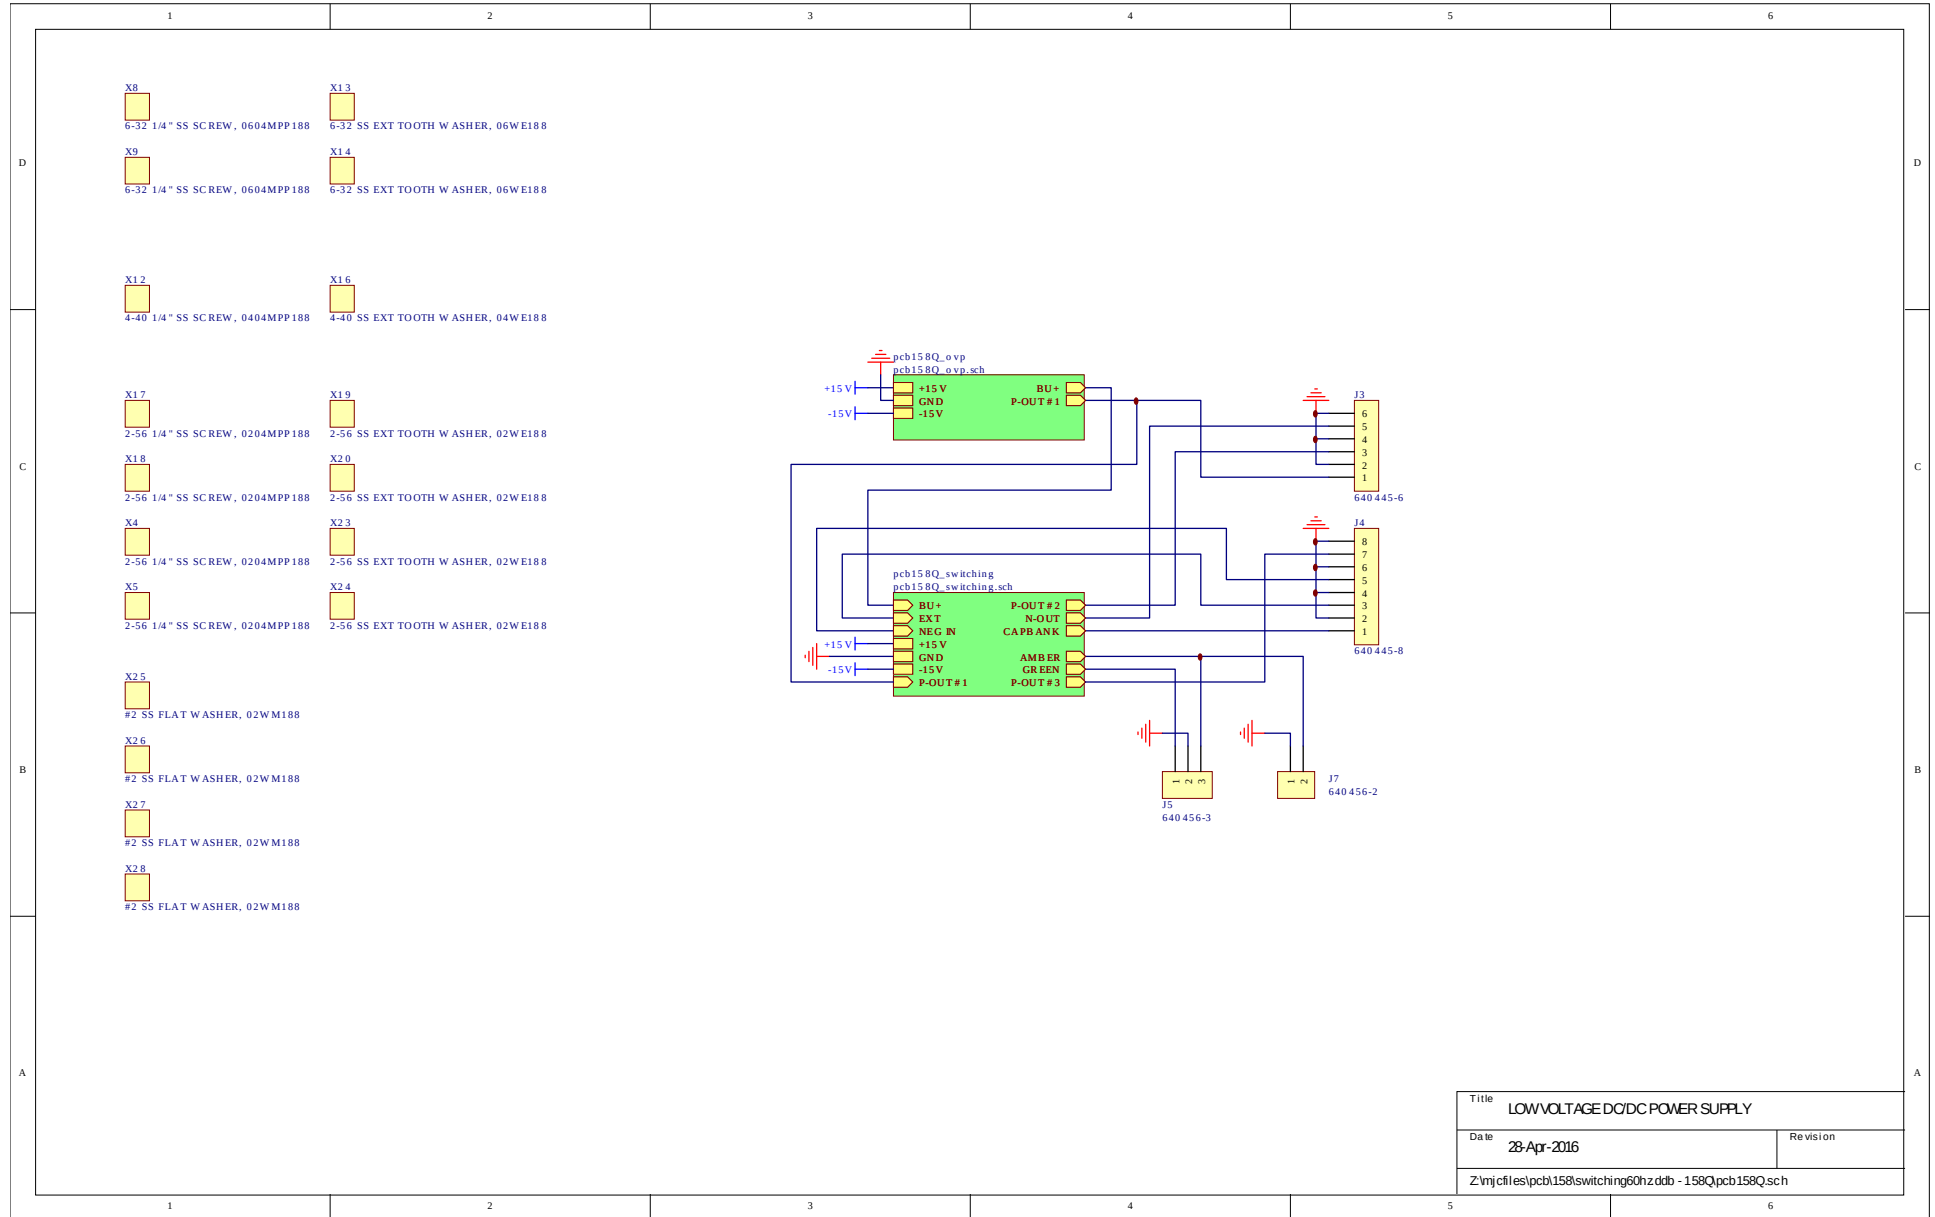 1 2 3 4 5 6
D D
C C
B B
A A
X8
6-32 1/4" SS SCREW, 0604MPP188
X13
6-32 SS EXT TOOTH WASHER, 06WE188
X9
6-32 1/4" SS SCREW, 0604MPP188
X14
6-32 SS EXT TOOTH WASHER, 06WE188
X12
4-40 1/4" SS SCREW, 0404MPP188
X16
4-40 SS EXT TOOTH WASHER, 04WE188
X17
2-56 1/4" SS SCREW, 0204MPP188
X19
2-56 SS EXT TOOTH WASHER, 02WE188
X18
2-56 1/4" SS SCREW, 0204MPP188
X20
2-56 SS EXT TOOTH WASHER, 02WE188
X4
2-56 1/4" SS SCREW, 0204MPP188
X23
2-56 SS EXT TOOTH WASHER, 02WE188
X5
2-56 1/4" SS SCREW, 0204MPP188
X24
2-56 SS EXT TOOTH WASHER, 02WE188
X25
#2 SS FLAT WASHER, 02WM188
X26
#2 SS FLAT WASHER, 02WM188
X27
#2 SS FLAT WASHER, 02WM188
X28
#2 SS FLAT WASHER, 02WM188
pcb158Q_ovp
pcb158Q_ovp.sch
+15V +15V BU+
GND P-OUT#1
-15V -15V
J3
6
5
4
3
2
1
640445-6
J4
8
7
6
5
4
3
2
1
640445-8
pcb158Q_switching
pcb158Q_switching.sch
BU+ P-OUT#2
EXT N-OUT
NEG IN CAPBANK
+15V +15V
GND AMBER
-15V -15V GREEN
P-OUT#1 P-OUT#3
1 2 3
J5
640456-3
1 2
J7
640456-2
Title LOW VOLTAGE DC/DC POWER SUPPLY
Date 28-Apr-2016 Revision
Z:\mjcfiles\pcb\158\switching60hz.ddb - 158Q\pcb158Q.sch
1 2 3 4 5 6